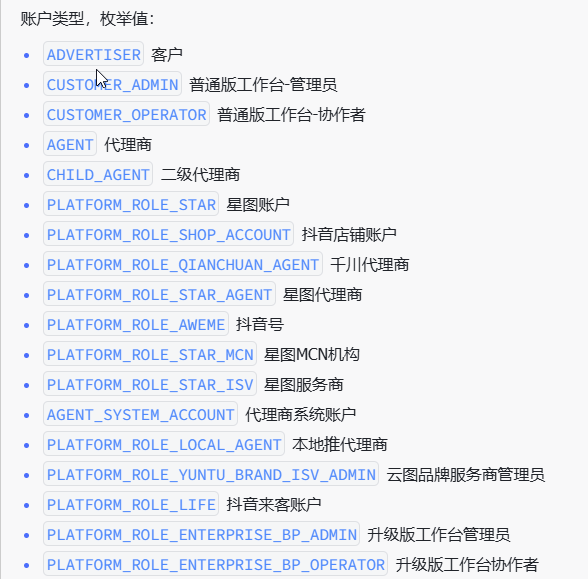 账户类型，枚举值：
ADVERTISER 客户
CUSTOMER_ADMIN 普通版工作台-管理员
CUSTOMER_OPERATOR 普通版工作台-协作者
AGENT 代理商
CHILD_AGENT 二级代理商
PLATFORM_ROLE_STAR 星图账户
PLATFORM_ROLE_SHOP_ACCOUNT 抖音店铺账户
PLATFORM_ROLE_QIANCHUAN_AGENT 千川代理商
PLATFORM_ROLE_STAR_AGENT 星图代理商
PLATFORM_ROLE_AWEME 抖音号
PLATFORM_ROLE_STAR_MCN 星图MCN机构
PLATFORM_ROLE_STAR_ISV 星图服务商
AGENT_SYSTEM_ACCOUNT 代理商系统账户
PLATFORM_ROLE_LOCAL_AGENT 本地推代理商
PLATFORM_ROLE_YUNTU_BRAND_ISV_ADMIN 云图品牌服务商管理员
PLATFORM_ROLE_LIFE 抖音来客账户
PLATFORM_ROLE_ENTERPRISE_BP_ADMIN 升级版工作台管理员
PLATFORM_ROLE_ENTERPRISE_BP_OPERATOR 升级版工作台协作者